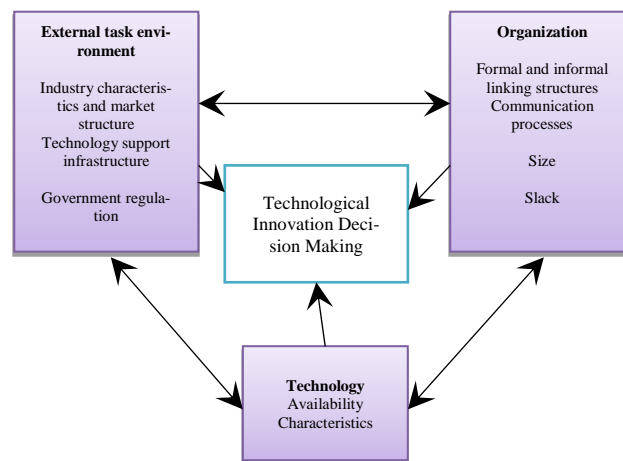 External task envi-
ronment
Industry characteris-
tics and market
structure
Technology support
infrastructure
Government regula-
tion
Organization
Formal and informal
linking structures
Communication
processes
Size
Slack
Technological
Innovation Deci-
sion Making
Technology
Availability
Characteristics